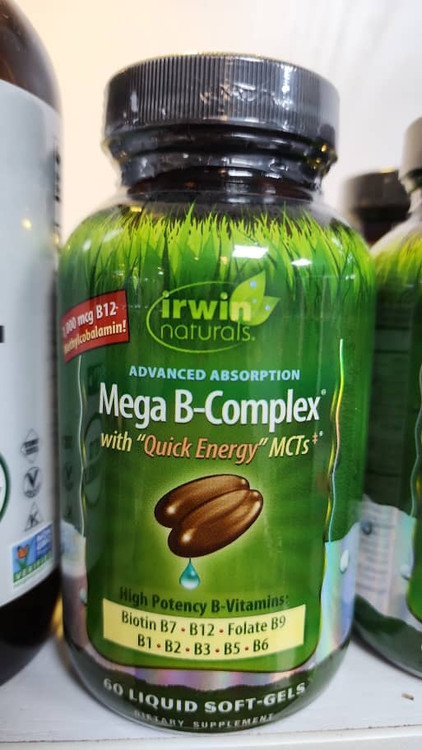 irwin
naturals®
000 mcg B12-
methylcobalamin!
ADVANCED ABSORPTION
Mega B-Complex
with "Quick Energy" MCTs‡
High Potency B-Vitamins:
Biotin B7 • B12 • Folate B9
B1 • B2 • B3 • B5 • B6
60 LIQUID SOFT-GELS
DIETARY SUPPLEMENT